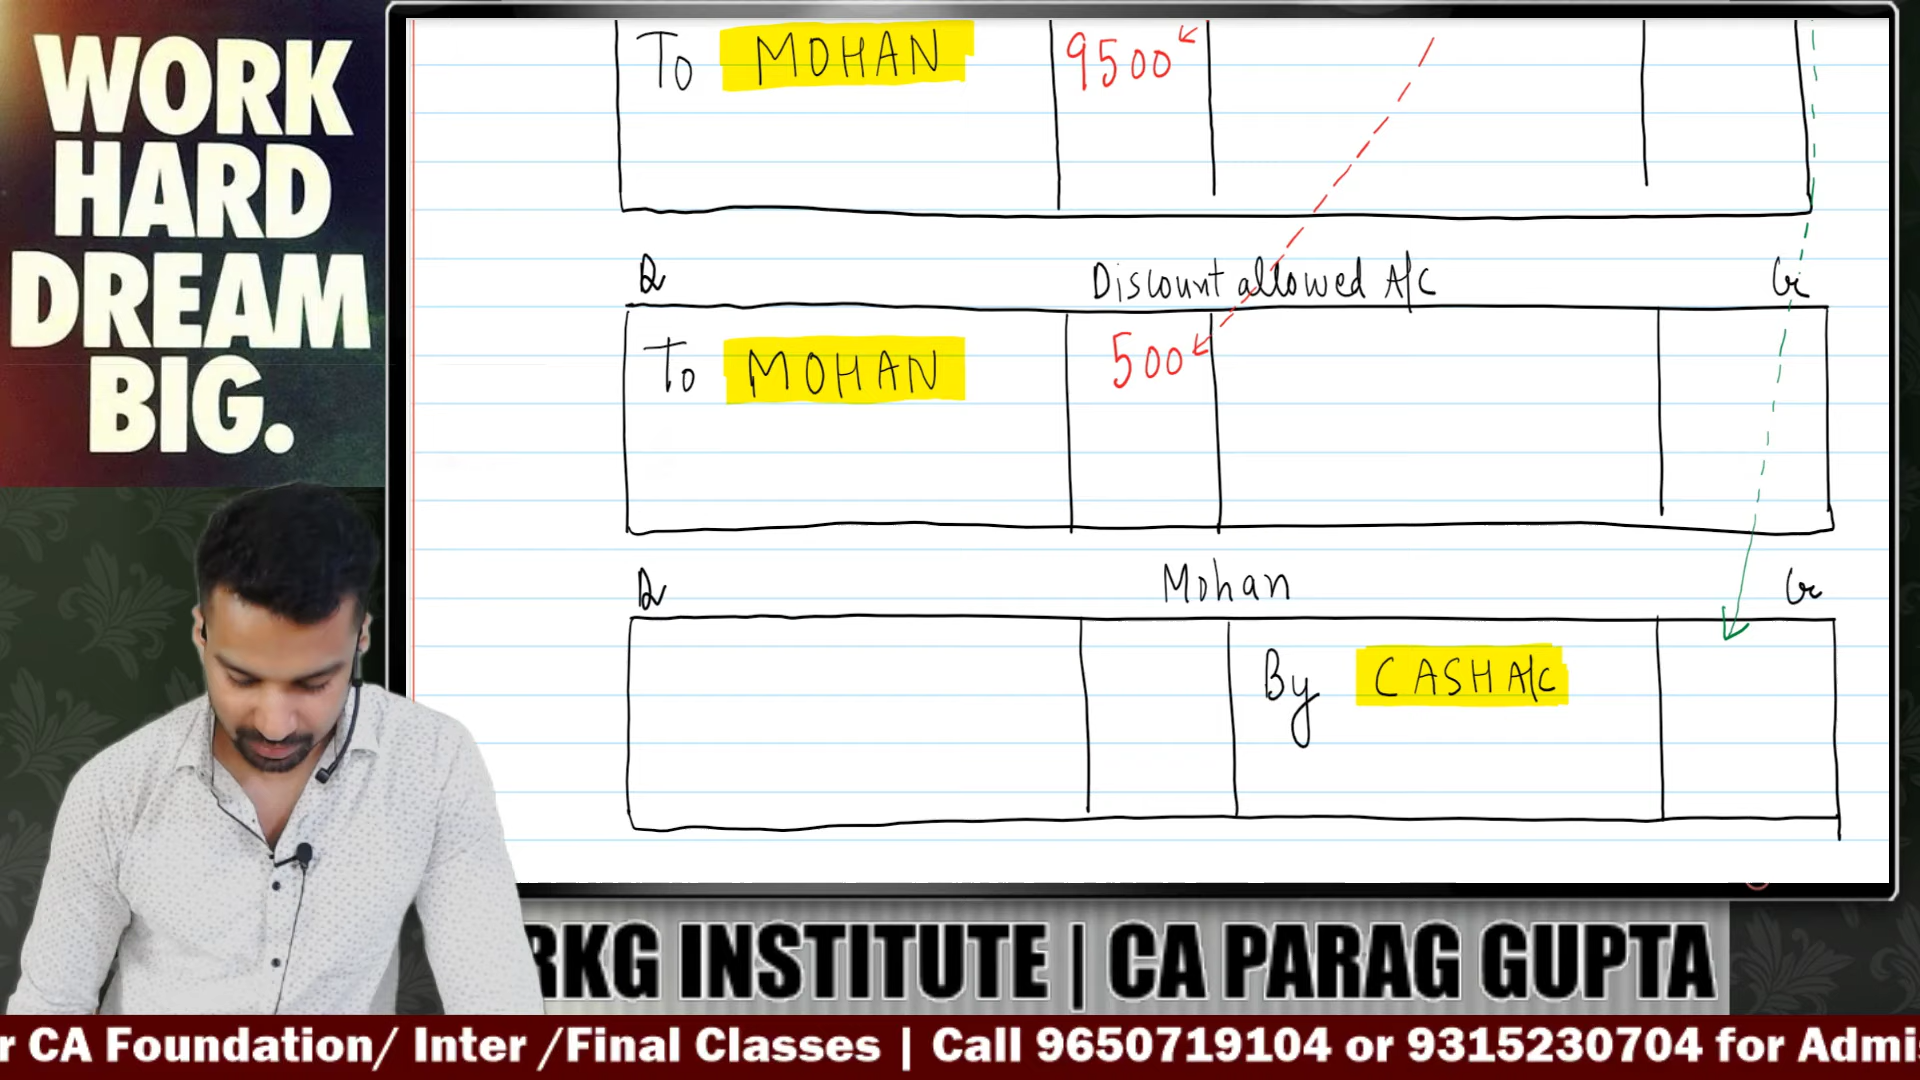 WORK
HARD
DREAM
BIG.
To MOHAN 9500
Dr Discount allowed A/c Cr
To MOHAN 500
Dr Mohan Cr
By CASH A/c
RKG INSTITUTE | CA PARAG GUPTA
r CA Foundation/ Inter /Final Classes | Call 9650719104 or 9315230704 for Admi